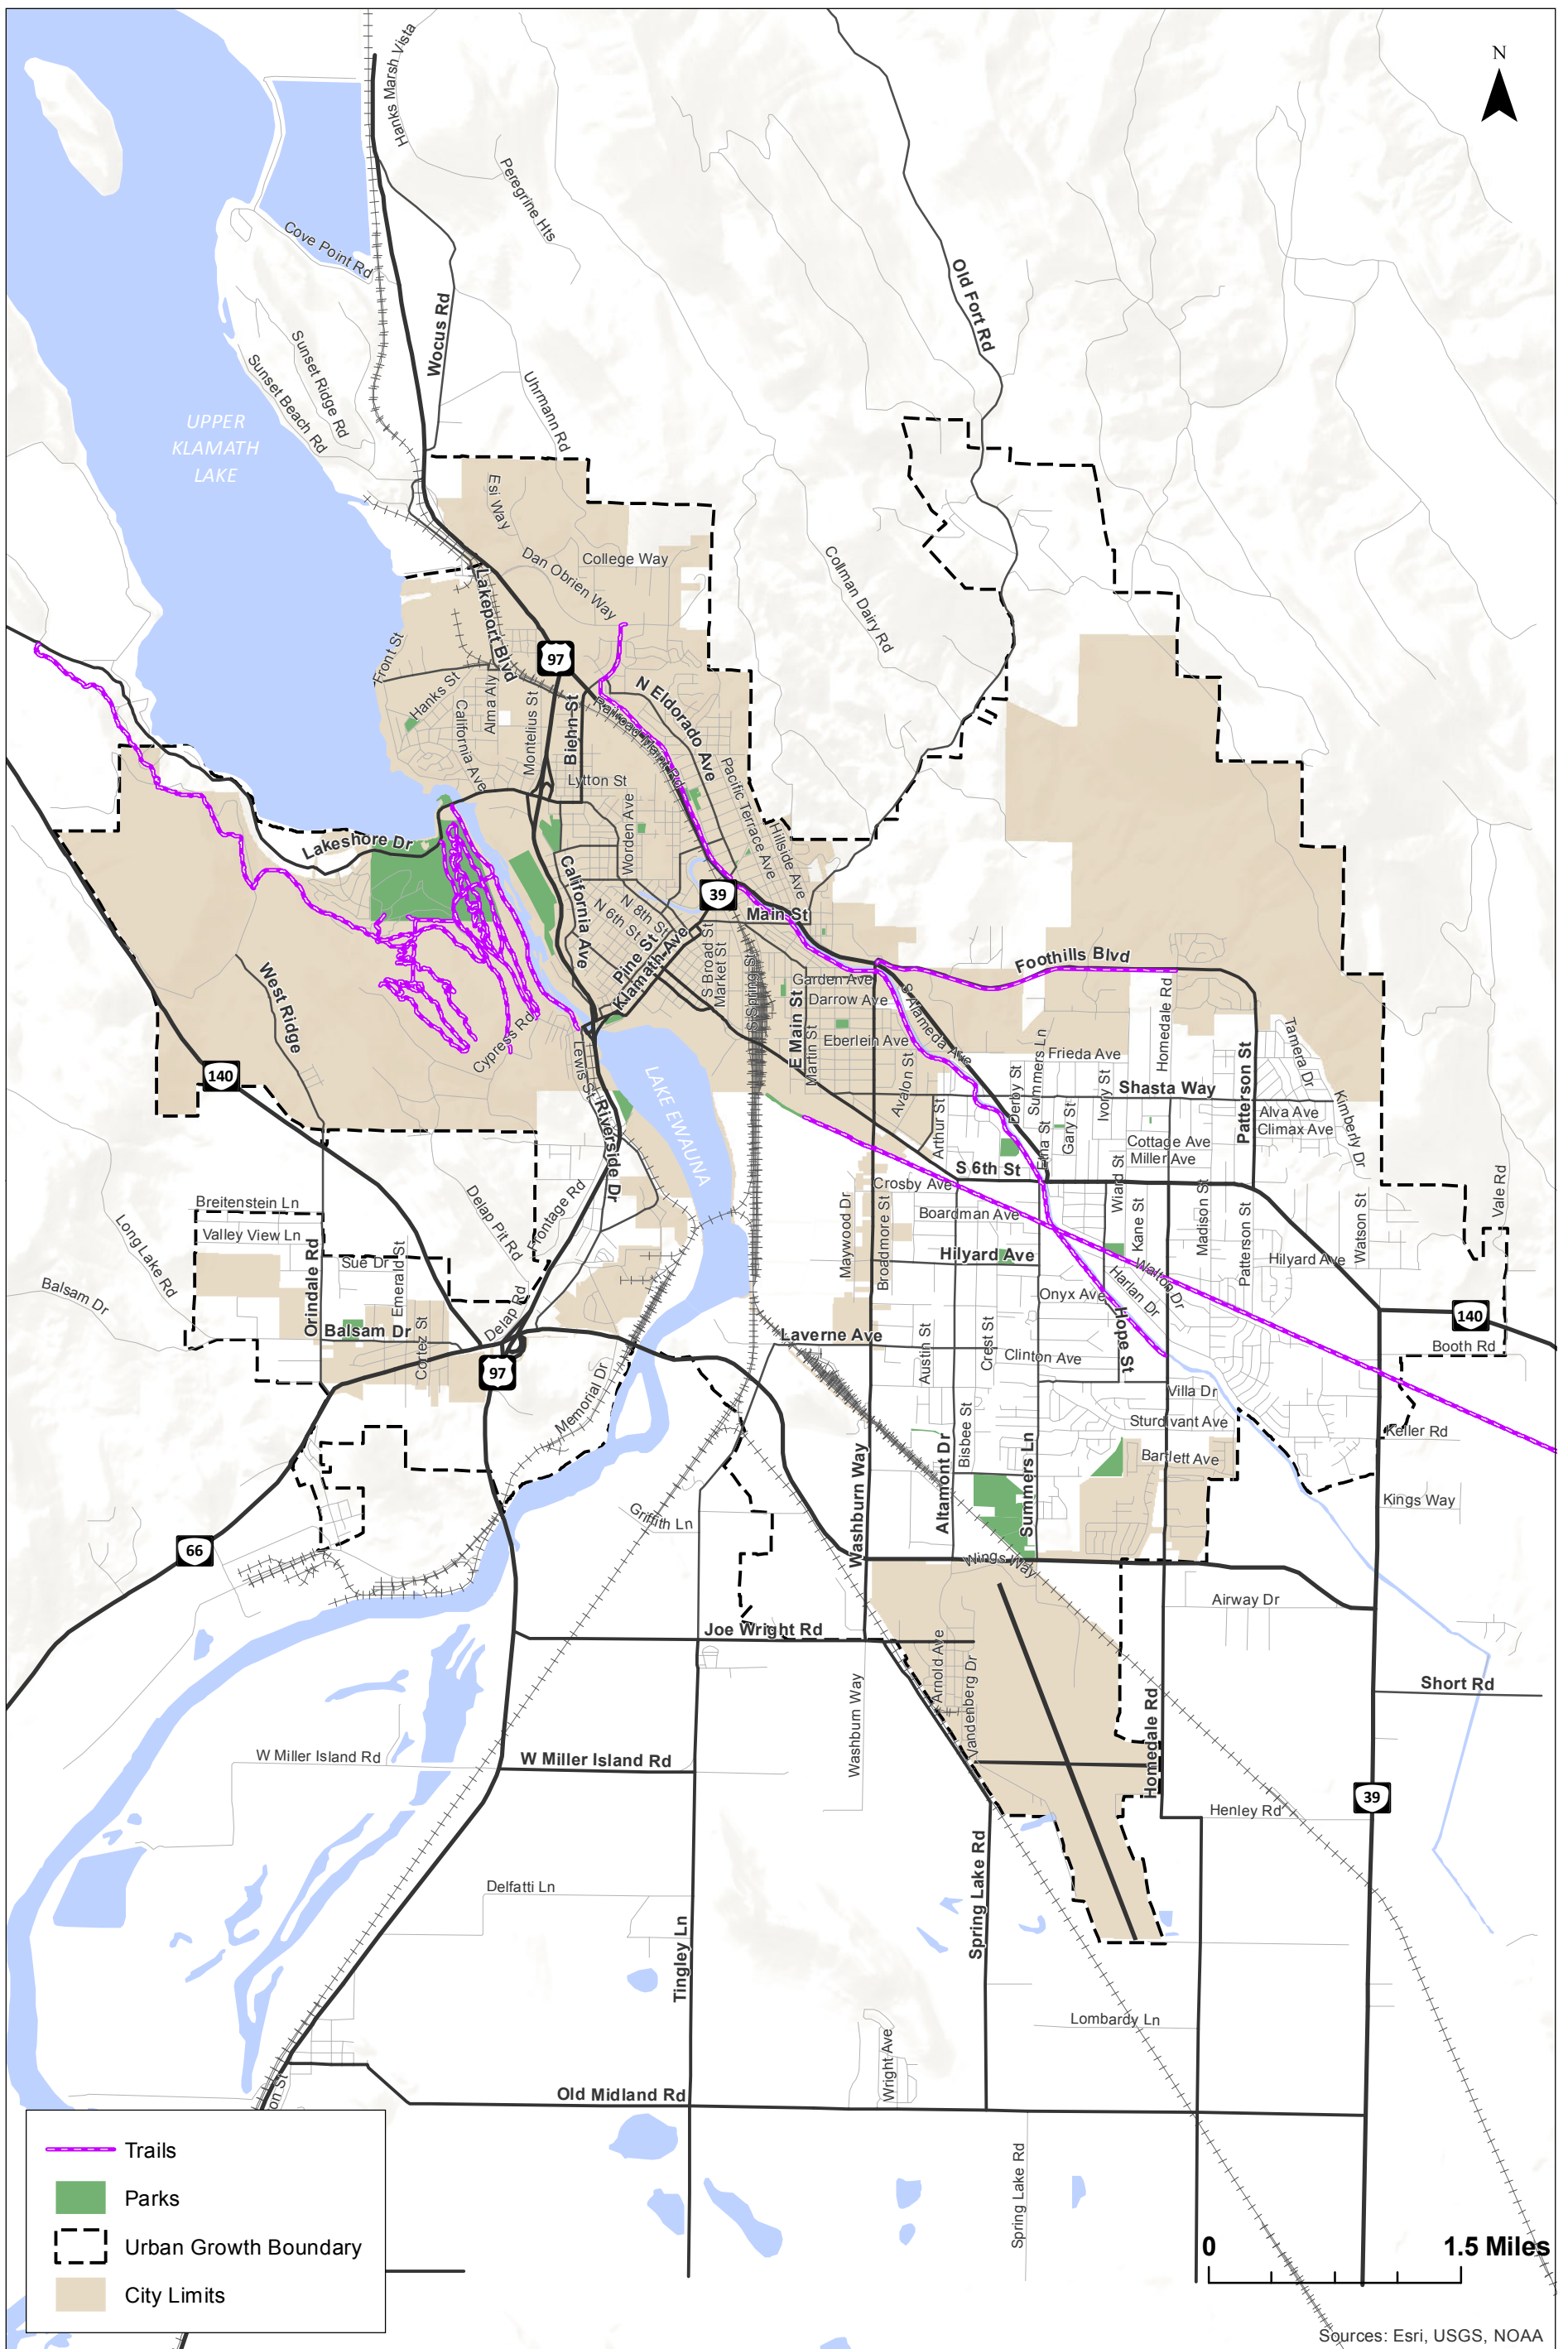 N
Hanks Marsh Vista
Peregrine Hts
Cove Point Rd
Old Fort Rd
Wocus Rd
Sunset Ridge Rd
Sunset Beach Rd
Uhrmann Rd
UPPER
KLAMATH
LAKE
Esi Way
College Way
Dan Obrien Way
Collman Dairy Rd
Lakeport Blvd
Front St
97
Hanks St
Alma Aly
California Ave
Montelius St
Biehn St
Railroad Maint Rd
N Eldorado Ave
Pacific Terrace Ave
Hillside Ave
Lytton St
Worden Ave
Lakeshore Dr
California Ave
N 8th St
N 6th St
39
Main St
Pine St
Klamath Ave
S Broad St
Market St
S Spring St
Foothills Blvd
Garden Ave
Darrow Ave
S Alameda Ave
E Main St
Martin St
Eberlein Ave
Avalon St
West Ridge
Cypress Rd
Lewis St
Riverside Dr
LAKE EWAUNA
140
Homedale Rd
Tamera Dr
Frieda Ave
Summers Ln
Derby St
Ivory St
Shasta Way
Patterson St
Gary St
Etna St
Arthur St
Alva Ave
Climax Ave
Kimberly Dr
Cottage Ave
Miller Ave
S 6th St
Wiard St
Crosby Ave
Boardman Ave
Maywood Dr
Broadmore St
Hilyard Ave
Kane St
Madison St
Patterson St
Hilyard Ave
Watson St
Vale Rd
Breitenstein Ln
Valley View Ln
Long Lake Rd
Balsam Dr
Orindale Rd
Sue Dr
Emerald St
Delap Pit Rd
Frontage Rd
Delap Rd
Balsam Dr
Cortez St
97
Memorial Dr
Walton Dr
Harlan Dr
Onyx Ave
Hope St
140
Booth Rd
Laverne Ave
Austin St
Crest St
Clinton Ave
Villa Dr
Sturdivant Ave
Bartlett Ave
Keller Rd
Kings Way
Bisbee St
Altamont Dr
Summers Ln
Washburn Way
Griffith Ln
66
Wings Way
Airway Dr
Joe Wright Rd
Arnold Ave
Vandenberg Dr
Washburn Way
Homedale Rd
Short Rd
W Miller Island Rd
W Miller Island Rd
39
Henley Rd
Delfatti Ln
Tingley Ln
Spring Lake Rd
Lombardy Ln
Wright Ave
Old Midland Rd
on St
Spring Lake Rd
Trails
Parks
Urban Growth Boundary
City Limits
0
1.5 Miles
Sources: Esri, USGS, NOAA